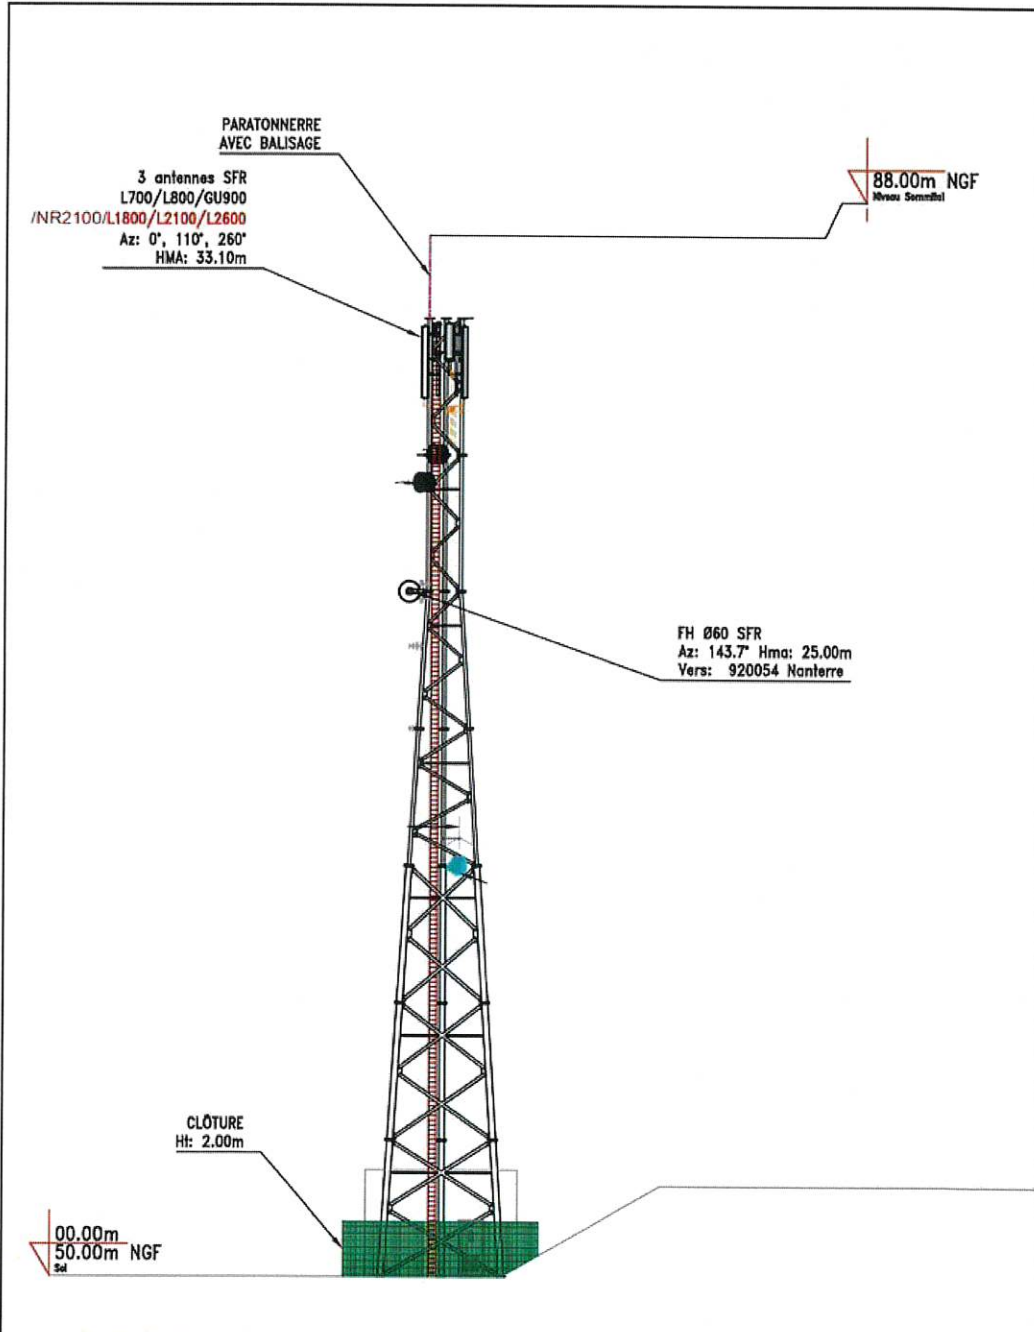 PARATONNERRE
AVEC BALISAGE
3 antennes SFR
L700/L800/GU900
/NR2100/L1800/L2100/L2600
Az: 0°, 110°, 260°
HMA: 33.10m
88.00m NGF
Niveau Sommital
FH Ø60 SFR
Az: 143.7° Hma: 25.00m
Vers: 920054 Nanterre
CLÔTURE
Ht: 2.00m
00.00m
50.00m NGF
Sol